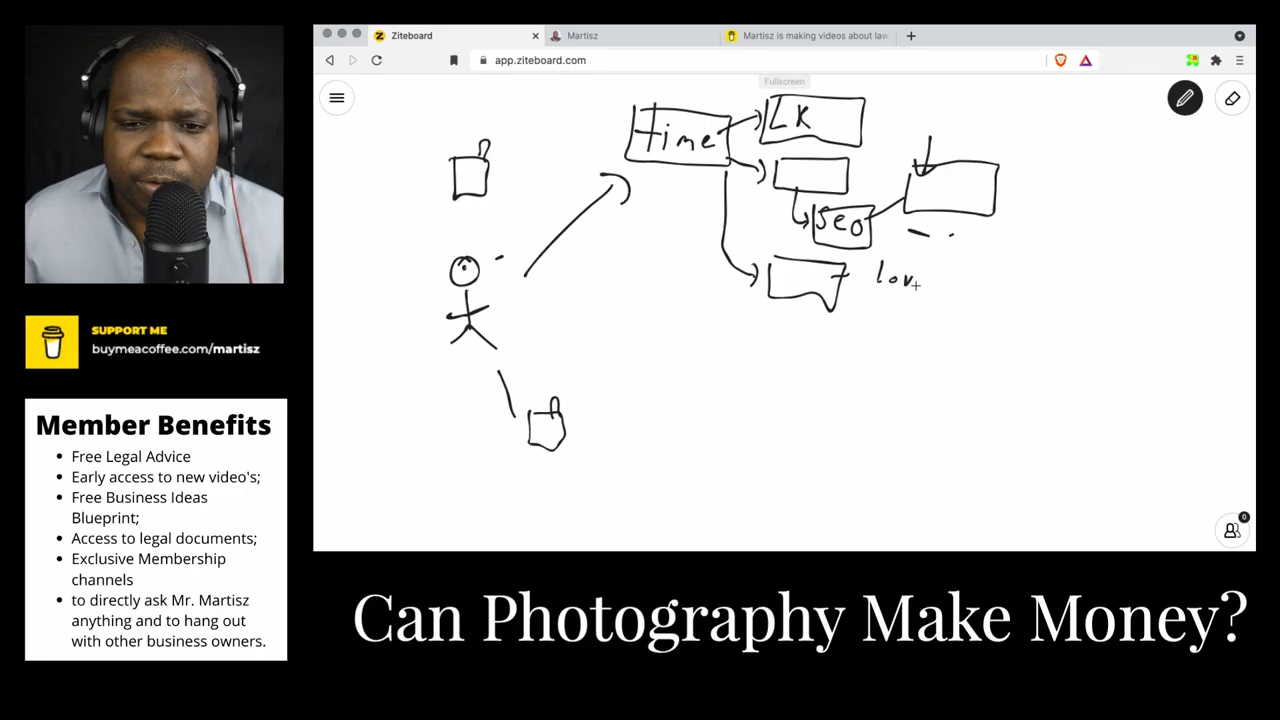 Ziteboard
Martisz
Martisz is making videos about law
app.ziteboard.com
Fullscreen
time
LK
SEO
lov
0
SUPPORT ME
buymeacoffee.com/martisz
Member Benefits
Free Legal Advice
Early access to new video's;
Free Business Ideas
Blueprint;
Access to legal documents;
Exclusive Membership
channels
to directly ask Mr. Martisz
anything and to hang out
with other business owners.
Can Photography Make Money?